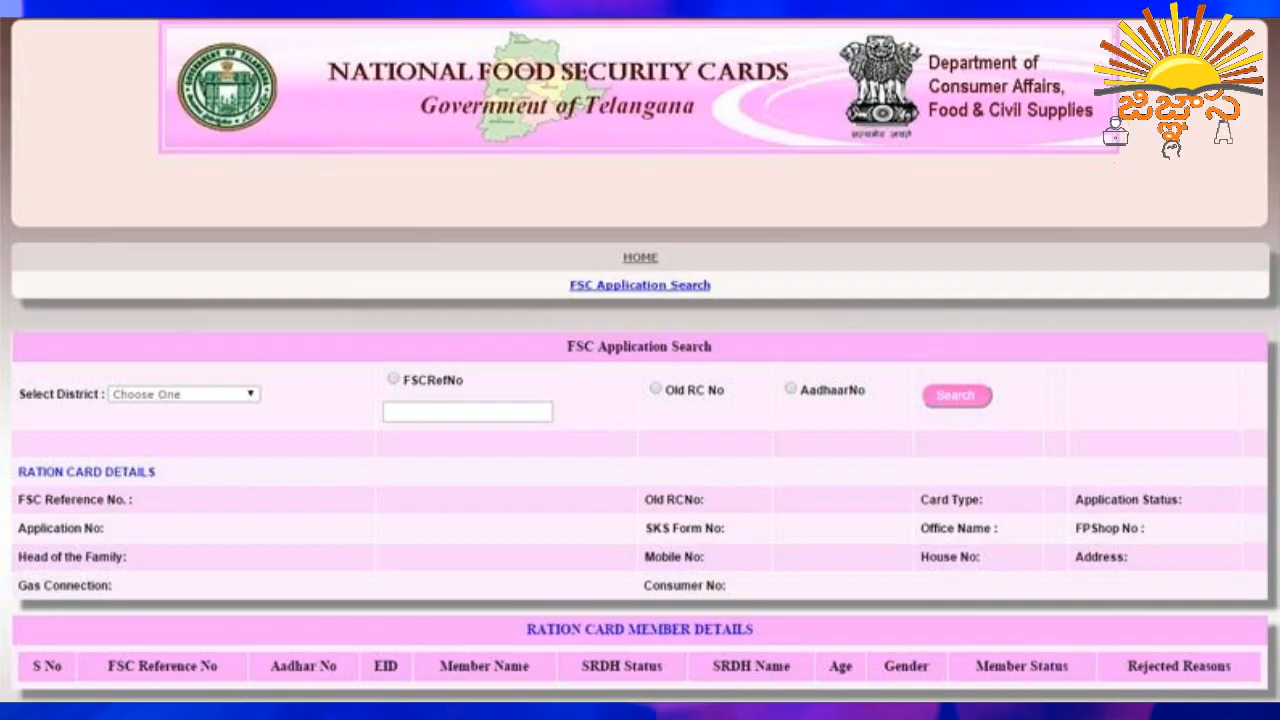 NATIONAL FOOD SECURITY CARDS
Government of Telangana
Department of
Consumer Affairs,
Food & Civil Supplies
सत्यमेव जयते
HOME
FSC Application Search
FSC Application Search
Select District : Choose One
FSCRefNo
Old RC No
AadhaarNo
Search
RATION CARD DETAILS
FSC Reference No. : Old RCNo: Card Type: Application Status:
Application No: SKS Form No: Office Name : FPShop No :
Head of the Family: Mobile No: House No: Address:
Gas Connection: Consumer No:
RATION CARD MEMBER DETAILS
S No FSC Reference No Aadhar No EID Member Name SRDH Status SRDH Name Age Gender Member Status Rejected Reasons